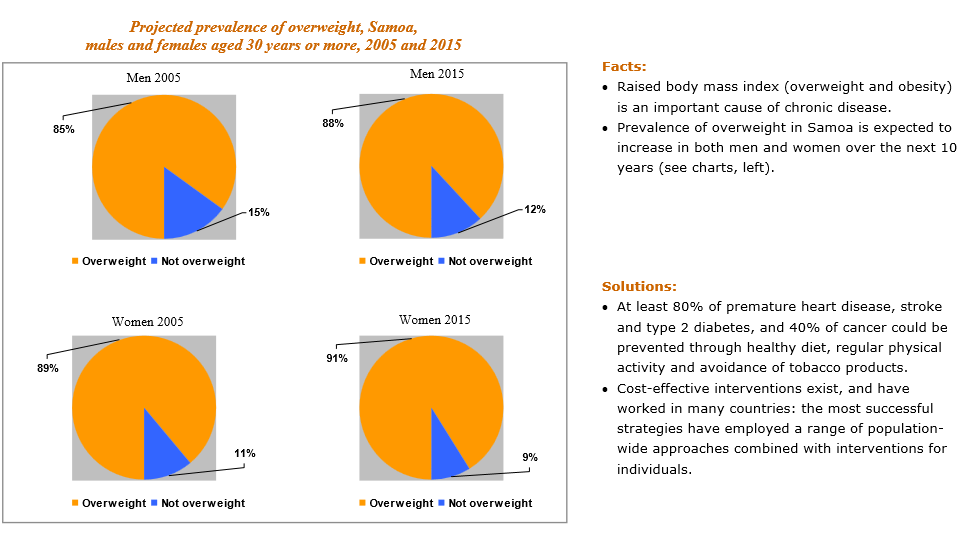 Projected prevalence of overweight, Samoa,
males and females aged 30 years or more, 2005 and 2015
Men 2005
85%
15%
Overweight Not overweight
Men 2015
88%
12%
Overweight Not overweight
Women 2005
89%
11%
Overweight Not overweight
Women 2015
91%
9%
Overweight Not overweight
Facts:
• Raised body mass index (overweight and obesity)
is an important cause of chronic disease.
• Prevalence of overweight in Samoa is expected to
increase in both men and women over the next 10
years (see charts, left).
Solutions:
• At least 80% of premature heart disease, stroke
and type 2 diabetes, and 40% of cancer could be
prevented through healthy diet, regular physical
activity and avoidance of tobacco products.
• Cost-effective interventions exist, and have
worked in many countries: the most successful
strategies have employed a range of population-
wide approaches combined with interventions for
individuals.